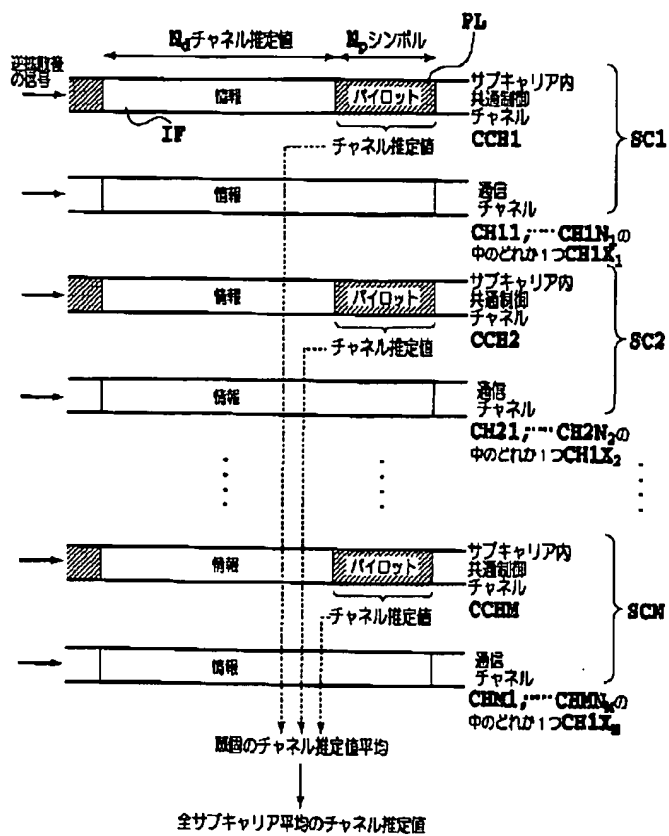 N_dチャネル推定値
N_pシンボル
PL
逆拡散後
の信号
情報
パイロット
サブキャリア内
共通制御
チャネル
CCH1
SC1
IF
チャネル推定値
情報
通信
チャネル
CH11,……CH1N₁の
中のどれか1つCH1X₁
情報
パイロット
サブキャリア内
共通制御
チャネル
CCH2
SC2
チャネル推定値
情報
通信
チャネル
CH21,……CH2N₂の
中のどれか1つCH1X₂
情報
パイロット
サブキャリア内
共通制御
チャネル
CCHM
SCM
チャネル推定値
情報
通信
チャネル
CHM1,……CHMN_Mの
中のどれか1つCH1X_M
M個のチャネル推定値平均
全サブキャリア平均のチャネル推定値